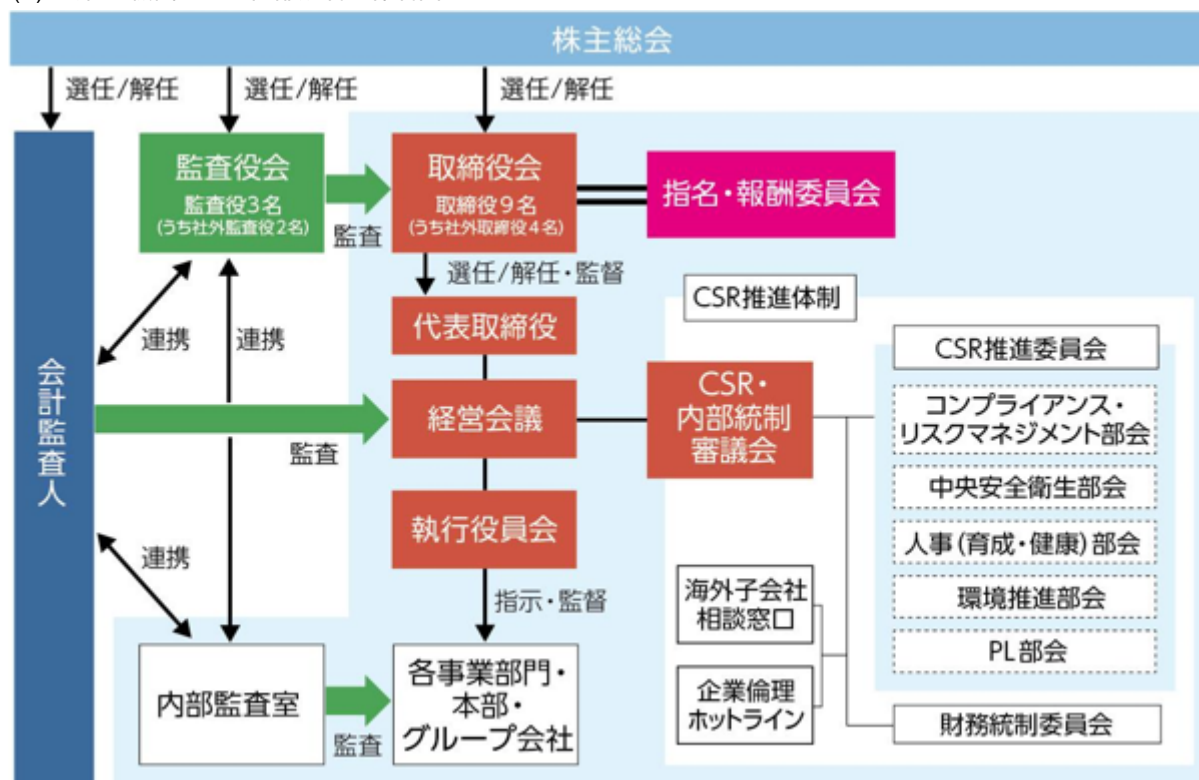 株主総会
選任/解任
選任/解任
選任/解任
監査役会
監査役3名
(うち社外監査役2名)
監査
取締役会
取締役9名
(うち社外取締役4名)
指名・報酬委員会
選任/解任・監督
代表取締役
連携
連携
会計監査人
監査
経営会議
執行役員会
連携
指示・監督
内部監査室
監査
各事業部門・
本部・
グループ会社
CSR推進体制
CSR・
内部統制
審議会
CSR推進委員会
コンプライアンス・
リスクマネジメント部会
中央安全衛生部会
人事(育成・健康)部会
環境推進部会
PL部会
海外子会社
相談窓口
企業倫理
ホットライン
財務統制委員会